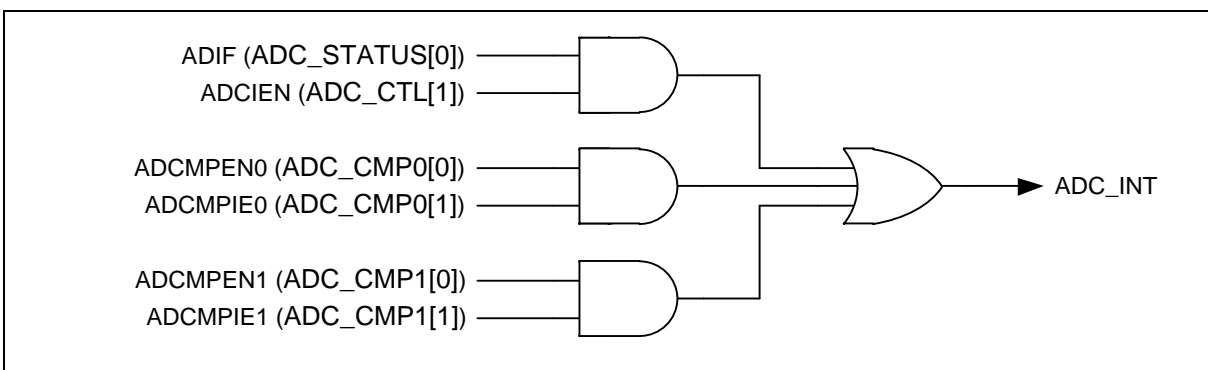 ADIF (ADC_STATUS[0])
ADCIEN (ADC_CTL[1])
ADCMPEN0 (ADC_CMP0[0])
ADCMPIE0 (ADC_CMP0[1])
ADC_INT
ADCMPEN1 (ADC_CMP1[0])
ADCMPIE1 (ADC_CMP1[1])